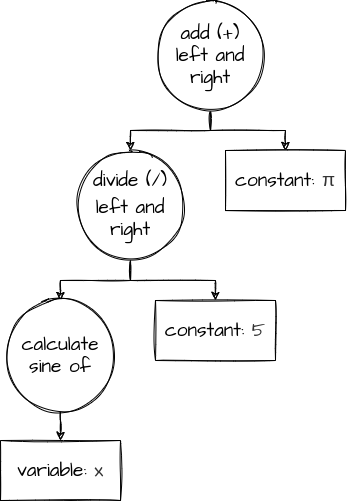 add (+)
left and
right
divide (/)
left and
right
constant: π
calculate
sine of
constant: 5
variable: x